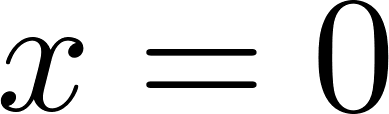 x = 0